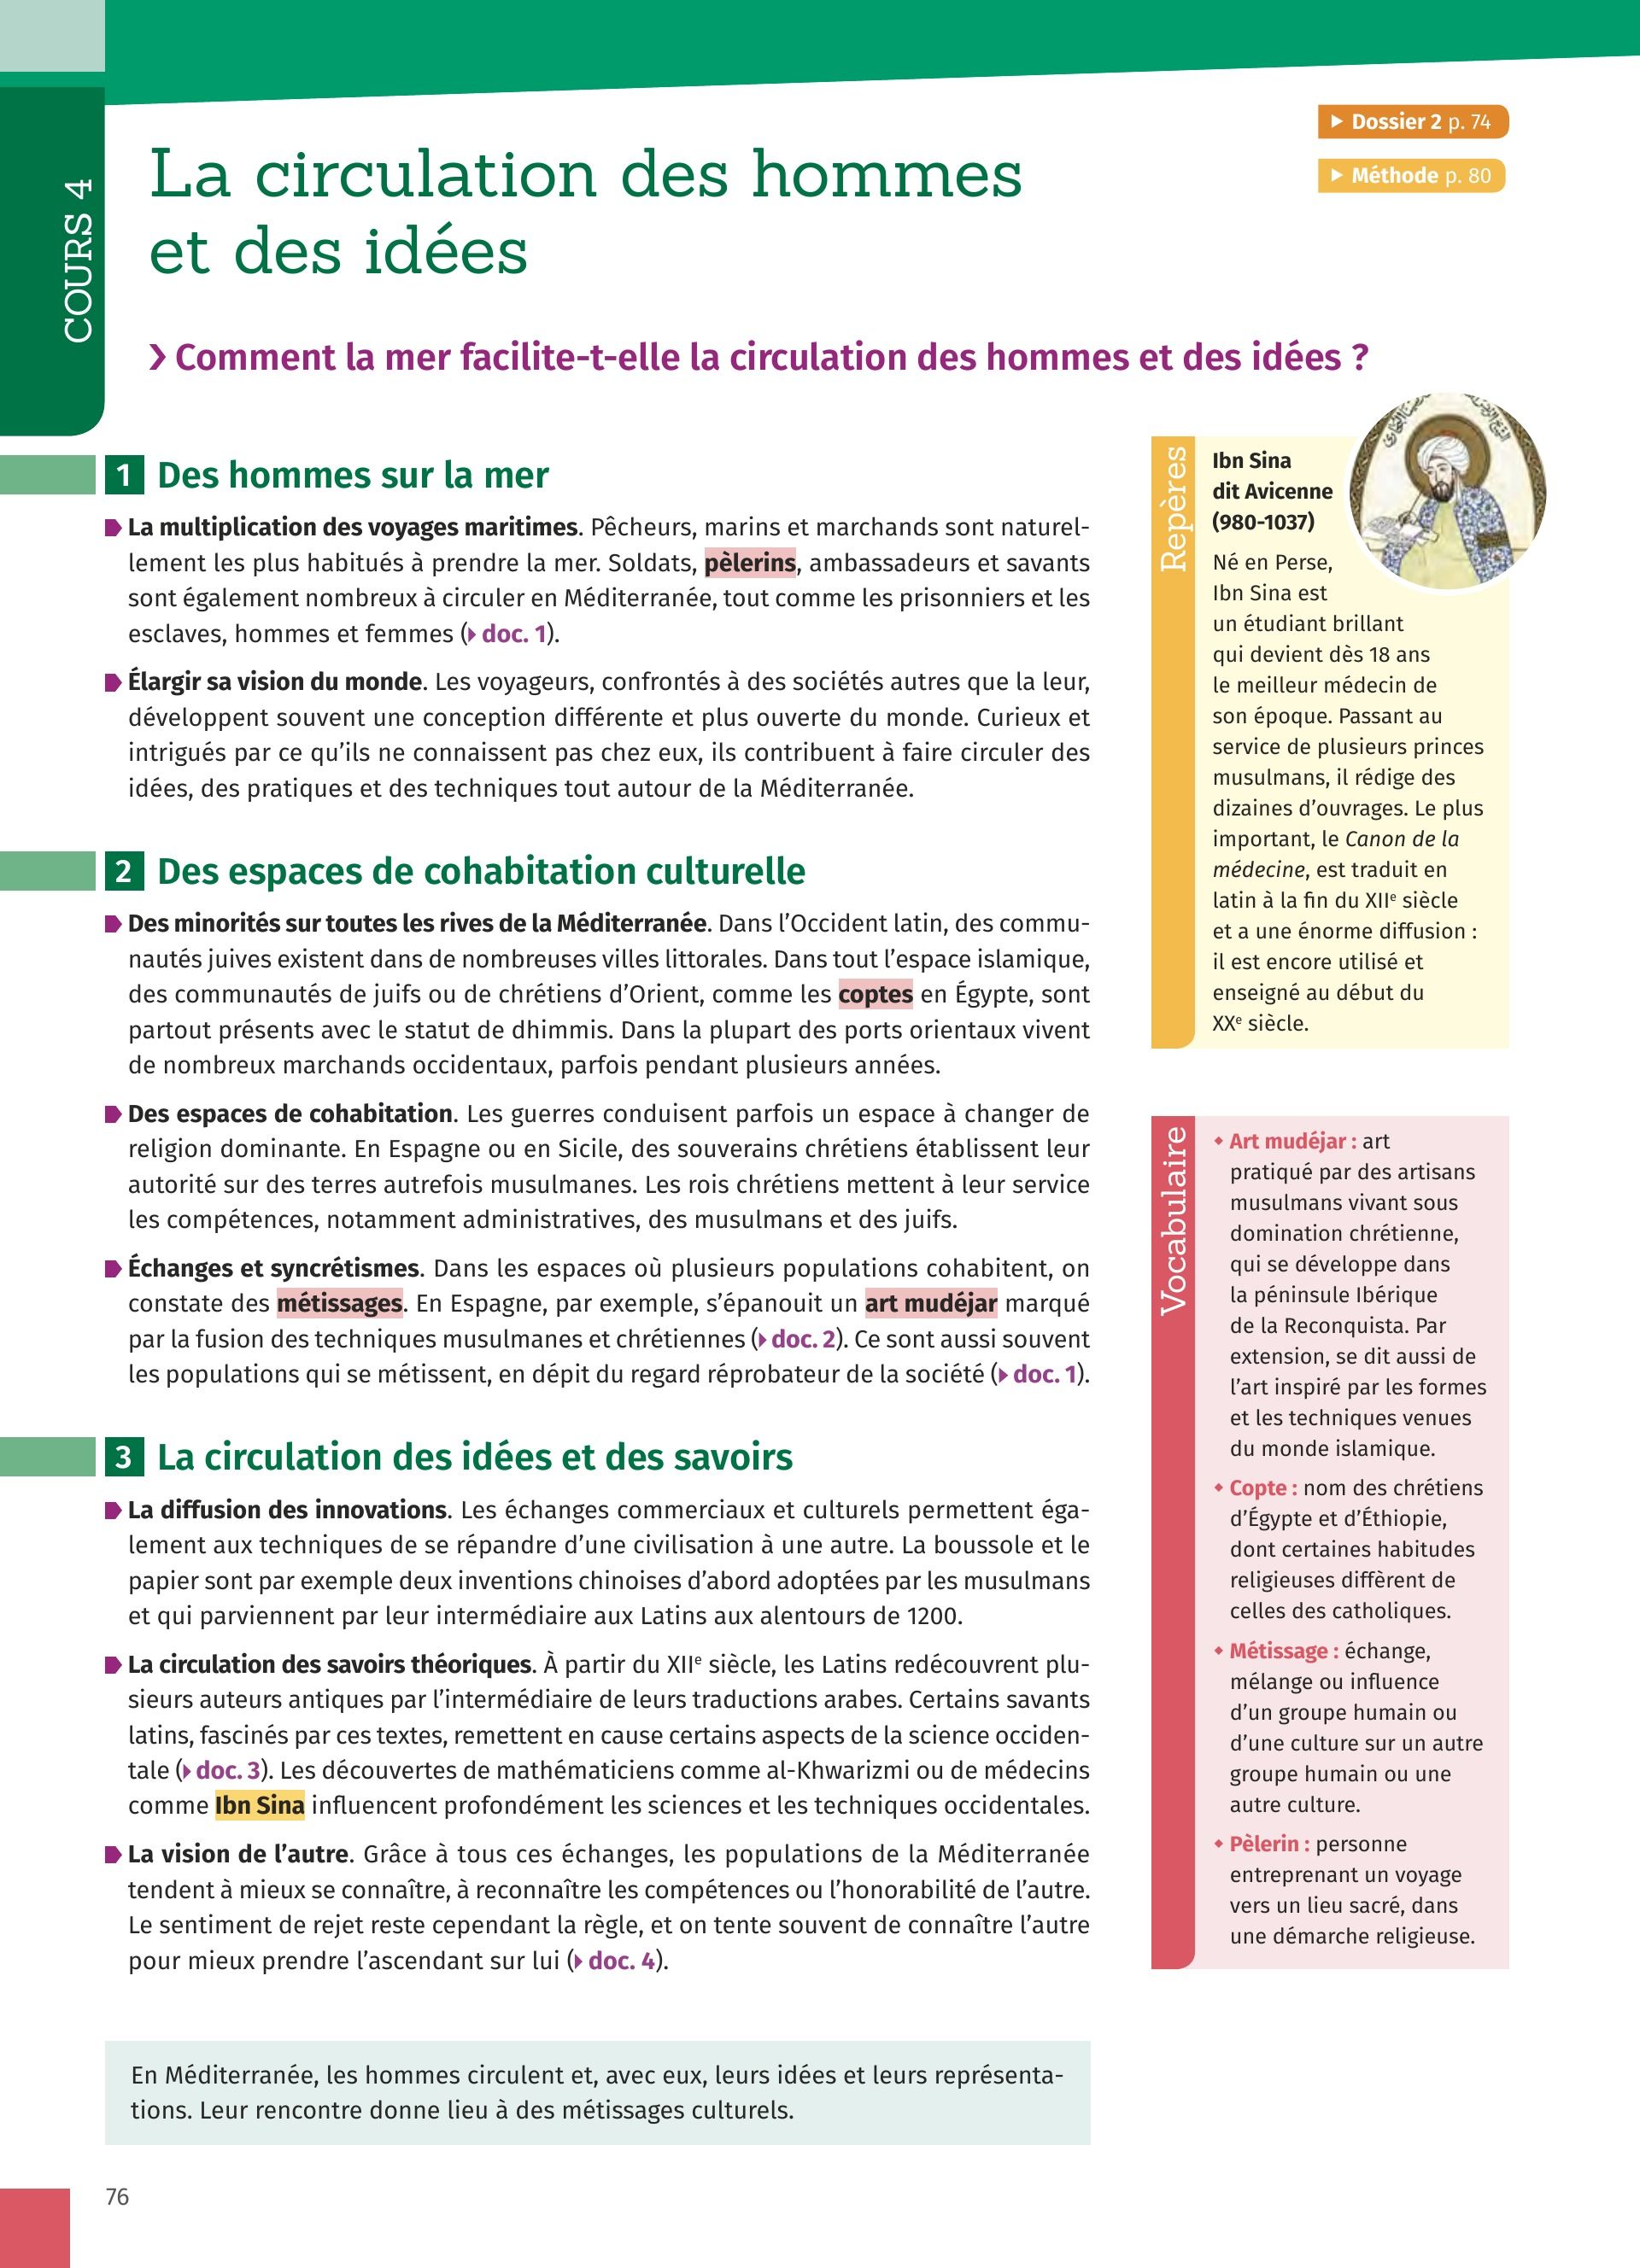 COURS 4
Dossier 2 p. 74
Méthode p. 80
La circulation des hommes
et des idées
Comment la mer facilite-t-elle la circulation des hommes et des idées ?
1 Des hommes sur la mer
La multiplication des voyages maritimes. Pêcheurs, marins et marchands sont naturel-
lement les plus habitués à prendre la mer. Soldats, pèlerins, ambassadeurs et savants
sont également nombreux à circuler en Méditerranée, tout comme les prisonniers et les
esclaves, hommes et femmes (doc. 1).
Élargir sa vision du monde. Les voyageurs, confrontés à des sociétés autres que la leur,
développent souvent une conception différente et plus ouverte du monde. Curieux et
intrigués par ce qu'ils ne connaissent pas chez eux, ils contribuent à faire circuler des
idées, des pratiques et des techniques tout autour de la Méditerranée.
2 Des espaces de cohabitation culturelle
Des minorités sur toutes les rives de la Méditerranée. Dans l'Occident latin, des commu-
nautés juives existent dans de nombreuses villes littorales. Dans tout l'espace islamique,
des communautés de juifs ou de chrétiens d'Orient, comme les coptes en Égypte, sont
partout présents avec le statut de dhimmis. Dans la plupart des ports orientaux vivent
de nombreux marchands occidentaux, parfois pendant plusieurs années.
Des espaces de cohabitation. Les guerres conduisent parfois un espace à changer de
religion dominante. En Espagne ou en Sicile, des souverains chrétiens établissent leur
autorité sur des terres autrefois musulmanes. Les rois chrétiens mettent à leur service
les compétences, notamment administratives, des musulmans et des juifs.
Échanges et syncrétismes. Dans les espaces où plusieurs populations cohabitent, on
constate des métissages. En Espagne, par exemple, s'épanouit un art mudéjar marqué
par la fusion des techniques musulmanes et chrétiennes (doc. 2). Ce sont aussi souvent
les populations qui se métissent, en dépit du regard réprobateur de la société (doc. 1).
3 La circulation des idées et des savoirs
La diffusion des innovations. Les échanges commerciaux et culturels permettent éga-
lement aux techniques de se répandre d'une civilisation à une autre. La boussole et le
papier sont par exemple deux inventions chinoises d'abord adoptées par les musulmans
et qui parviennent par leur intermédiaire aux Latins aux alentours de 1200.
La circulation des savoirs théoriques. À partir du XIIe siècle, les Latins redécouvrent plu-
sieurs auteurs antiques par l'intermédiaire de leurs traductions arabes. Certains savants
latins, fascinés par ces textes, remettent en cause certains aspects de la science occiden-
tale (doc. 3). Les découvertes de mathématiciens comme al-Khwarizmi ou de médecins
comme Ibn Sina influencent profondément les sciences et les techniques occidentales.
La vision de l'autre. Grâce à tous ces échanges, les populations de la Méditerranée
tendent à mieux se connaître, à reconnaître les compétences ou l'honorabilité de l'autre.
Le sentiment de rejet reste cependant la règle, et on tente souvent de connaître l'autre
pour mieux prendre l'ascendant sur lui (doc. 4).
En Méditerranée, les hommes circulent et, avec eux, leurs idées et leurs représenta-
tions. Leur rencontre donne lieu à des métissages culturels.
Repères
Ibn Sina
dit Avicenne
(980-1037)
Né en Perse,
Ibn Sina est
un étudiant brillant
qui devient dès 18 ans
le meilleur médecin de
son époque. Passant au
service de plusieurs princes
musulmans, il rédige des
dizaines d'ouvrages. Le plus
important, le Canon de la
médecine, est traduit en
latin à la fin du XIIe siècle
et a une énorme diffusion :
il est encore utilisé et
enseigné au début du
XXe siècle.
Vocabulaire
Art mudéjar : art
pratiqué par des artisans
musulmans vivant sous
domination chrétienne,
qui se développe dans
la péninsule Ibérique
de la Reconquista. Par
extension, se dit aussi de
l'art inspiré par les formes
et les techniques venues
du monde islamique.
Copte : nom des chrétiens
d'Égypte et d'Éthiopie,
dont certaines habitudes
religieuses diffèrent de
celles des catholiques.
Métissage : échange,
mélange ou influence
d'un groupe humain ou
d'une culture sur un autre
groupe humain ou une
autre culture.
Pèlerin : personne
entreprenant un voyage
vers un lieu sacré, dans
une démarche religieuse.
76